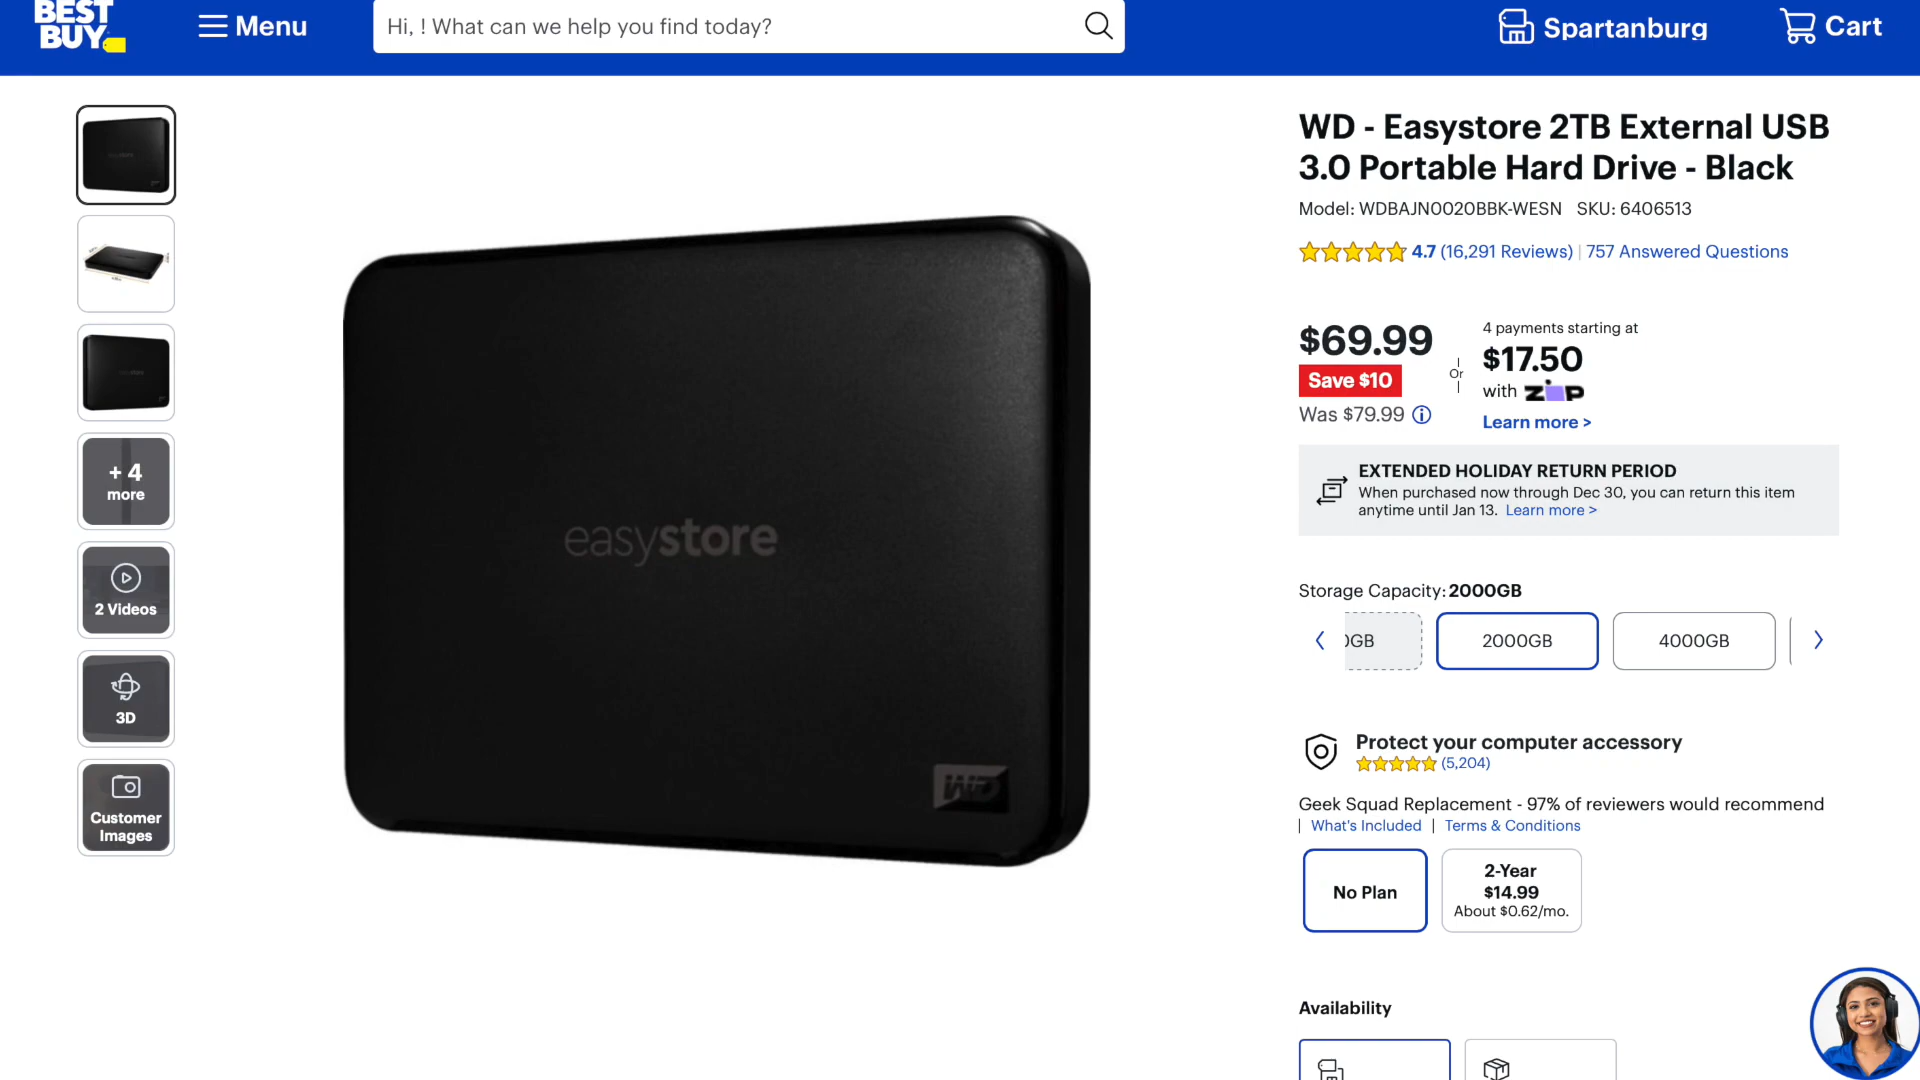 BEST
BUY
Menu
Hi, ! What can we help you find today?
Spartanburg
Cart
+ 4
more
2 Videos
3D
Customer
Images
easystore
WD
WD - Easystore 2TB External USB
3.0 Portable Hard Drive - Black
Model: WDBAJN0020BBK-WESN SKU: 6406513
4.7 (16,291 Reviews) | 757 Answered Questions
$69.99
Save $10
Was $79.99
Or
4 payments starting at
$17.50
with ZIP
Learn more >
EXTENDED HOLIDAY RETURN PERIOD
When purchased now through Dec 30, you can return this item
anytime until Jan 13. Learn more >
Storage Capacity: 2000GB
0GB
2000GB
4000GB
Protect your computer accessory
(5,204)
Geek Squad Replacement - 97% of reviewers would recommend
| What's Included | Terms & Conditions
No Plan
2-Year
$14.99
About $0.62/mo.
Availability